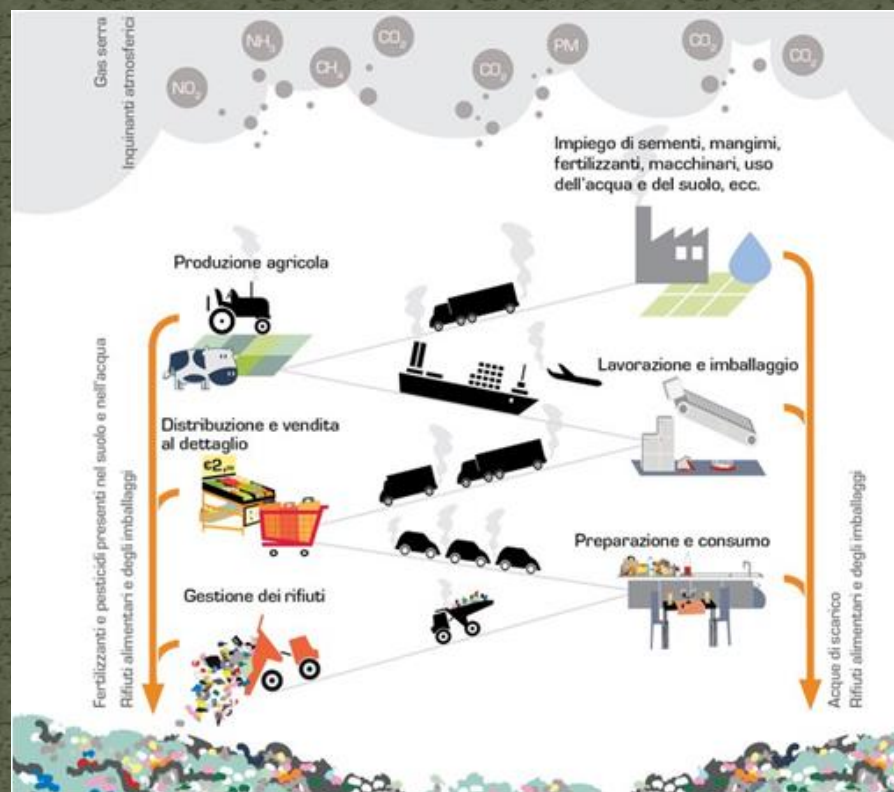 Gas serra
Inquinanti atmosferici
NO2
NH3
CH4
CO2
CO2
PM
CO2
CO2
Impiego di sementi, mangimi,
fertilizzanti, macchinari, uso
dell'acqua e del suolo, ecc.
Produzione agricola
Lavorazione e imballaggio
Distribuzione e vendita
al dettaglio
Preparazione e consumo
Gestione dei rifiuti
Fertilizzanti e pesticidi presenti nel suolo e nell'acqua
Rifiuti alimentari e degli imballaggi
Acque di scarico
Rifiuti alimentari e degli imballaggi